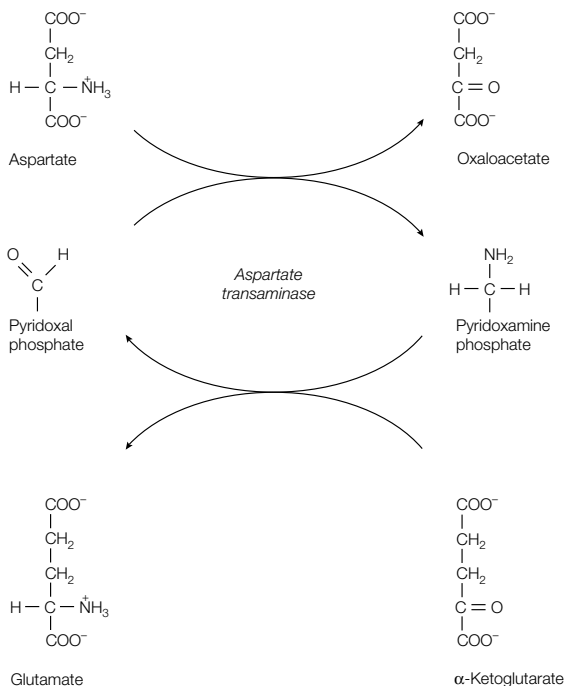 COO⁻
CH₂
H — C — N⁺H₃
COO⁻
Aspartate
COO⁻
CH₂
C = O
COO⁻
Oxaloacetate
O H
C
Pyridoxal
phosphate
Aspartate
transaminase
NH₂
H — C — H
Pyridoxamine
phosphate
COO⁻
CH₂
CH₂
H — C — N⁺H₃
COO⁻
Glutamate
COO⁻
CH₂
CH₂
C = O
COO⁻
α-Ketoglutarate